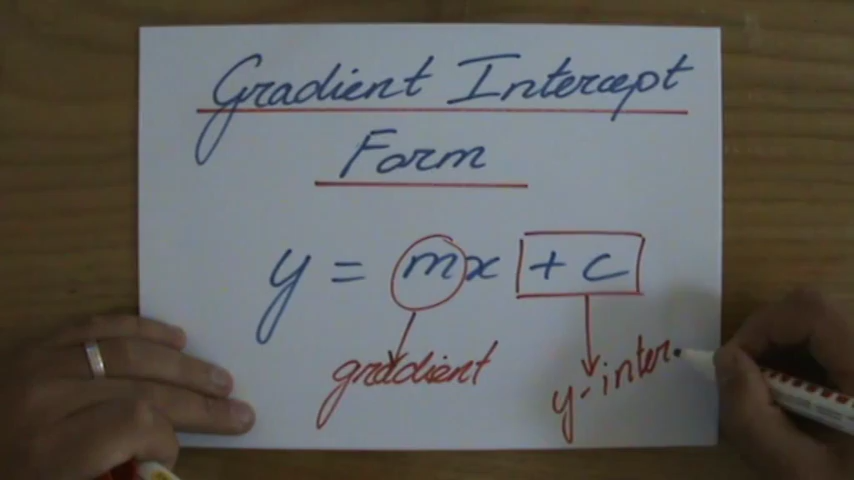 Gradient Intercept
Form
y = mx + c
gradient
y-inter